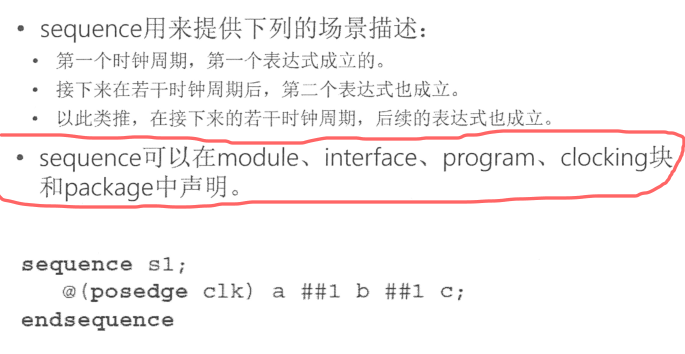 • sequence用来提供下列的场景描述：
• 第一个时钟周期，第一个表达式成立的。
• 接下来在若干时钟周期后，第二个表达式也成立。
• 以此类推，在接下来的若干时钟周期，后续的表达式也成立。
• sequence可以在module、interface、program、clocking块
和package中声明。
sequence s1;
@(posedge clk) a ##1 b ##1 c;
endsequence